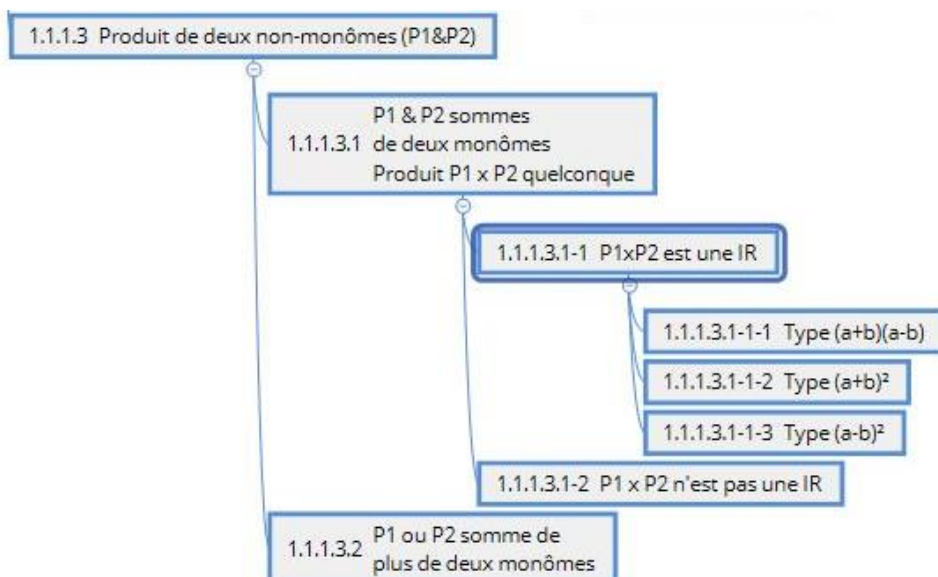 1.1.1.3 Produit de deux non-monômes (P1&P2)
P1 & P2 sommes
1.1.1.3.1 de deux monômes
Produit P1 x P2 quelconque
1.1.1.3.1-1 P1xP2 est une IR
1.1.1.3.1-1-1 Type (a+b)(a-b)
1.1.1.3.1-1-2 Type (a+b)²
1.1.1.3.1-1-3 Type (a-b)²
1.1.1.3.1-2 P1 x P2 n'est pas une IR
1.1.1.3.2 P1 ou P2 somme de
plus de deux monômes